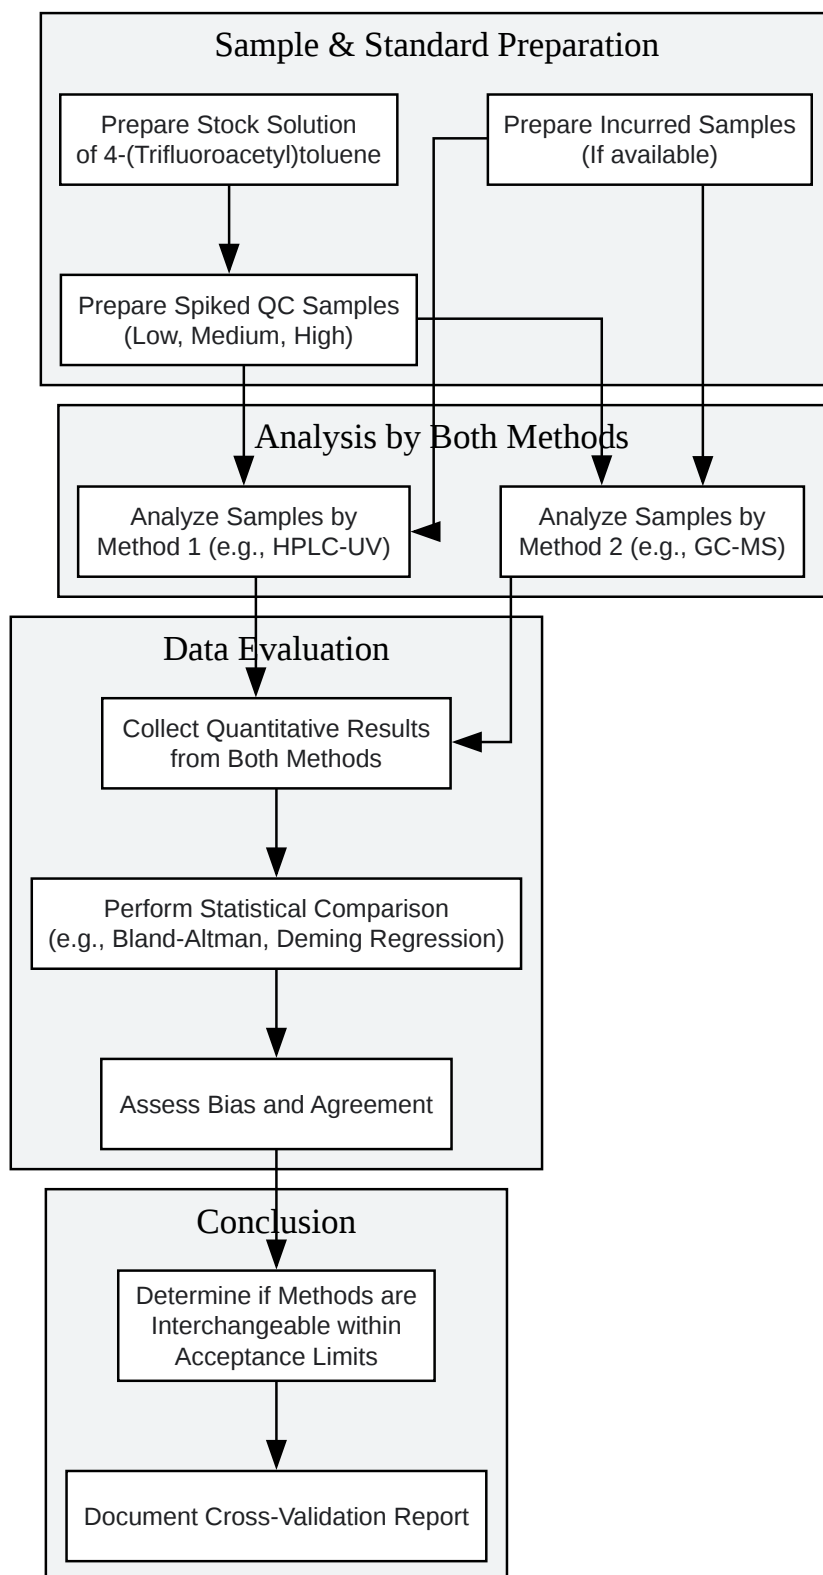 Sample & Standard Preparation
Prepare Stock Solution
of 4-(Trifluoroacetyl)toluene
Prepare Incurred Samples
(If available)
Prepare Spiked QC Samples
(Low, Medium, High)
Analysis by Both Methods
Analyze Samples by
Method 1 (e.g., HPLC-UV)
Analyze Samples by
Method 2 (e.g., GC-MS)
Data Evaluation
Collect Quantitative Results
from Both Methods
Perform Statistical Comparison
(e.g., Bland-Altman, Deming Regression)
Assess Bias and Agreement
Conclusion
Determine if Methods are
Interchangeable within
Acceptance Limits
Document Cross-Validation Report